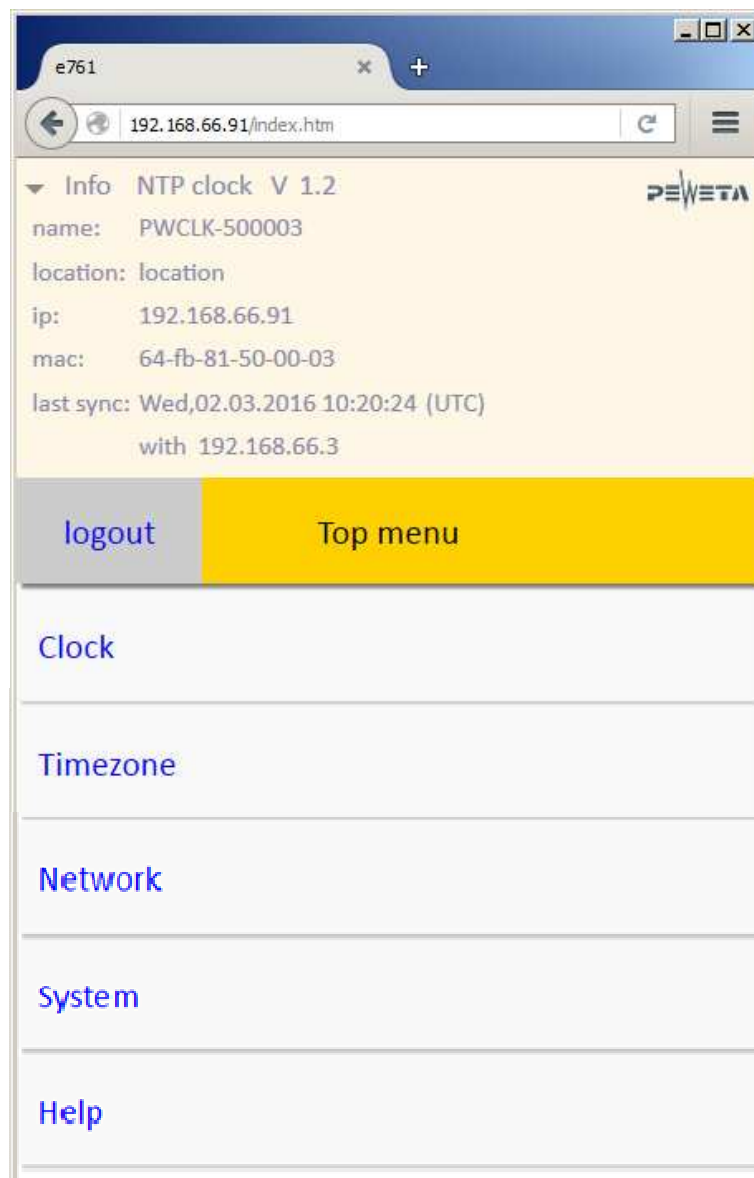 e761
192.168.66.91/index.htm
Info NTP clock V 1.2 PEWETA
name: PWCLK-500003
location: location
ip: 192.168.66.91
mac: 64-fb-81-50-00-03
last sync: Wed,02.03.2016 10:20:24 (UTC)
with 192.168.66.3
logout Top menu
Clock
Timezone
Network
System
Help